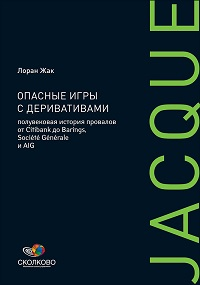 Лоран Жак
ОПАСНЫЕ ИГРЫ
С ДЕРИВАТИВАМИ
полувековая история провалов
от Citibank до Barings,
Société Générale
и AIG
JACQUE
СКОЛКОВО